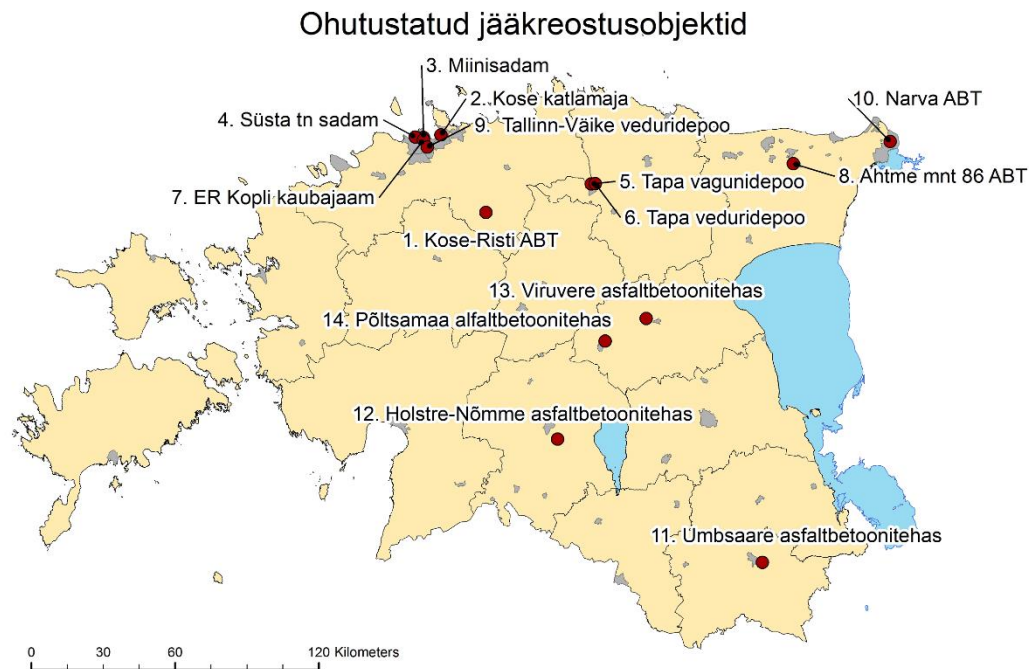 Ohutustatud jääkreostusobjektid
3. Miinisadam
2. Kose katlamaja
10. Narva ABT
4. Süsta tn sadam
9. Tallinn-Väike veduridepoo
8. Ahtme mnt 86 ABT
7. ER Kopli kaubajaam
5. Tapa vagunidepoo
6. Tapa veduridepoo
1. Kose-Risti ABT
13. Viruvere asfaltbetoonitehas
14. Põltsamaa alfaltbetoonitehas
12. Holstre-Nõmme asfaltbetoonitehas
11. Umbsaare asfaltbetoonitehas
0 30 60 120 Kilometers